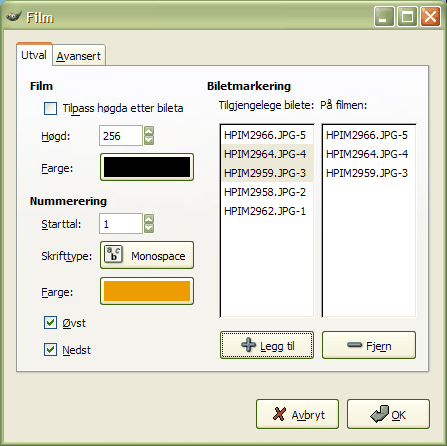 Film
Utval
Avansert
Film
Tilpass høgda etter bileta
Høgd:
256
Farge:
Nummerering
Starttal:
1
Skrifttype:
Monospace
Farge:
Øvst
Nedst
Biletmarkering
Tilgjengelege bilete:
HPIM2966.JPG-5
HPIM2964.JPG-4
HPIM2959.JPG-3
HPIM2958.JPG-2
HPIM2962.JPG-1
Legg til
På filmen:
HPIM2966.JPG-5
HPIM2964.JPG-4
HPIM2959.JPG-3
Fjern
Avbryt
OK